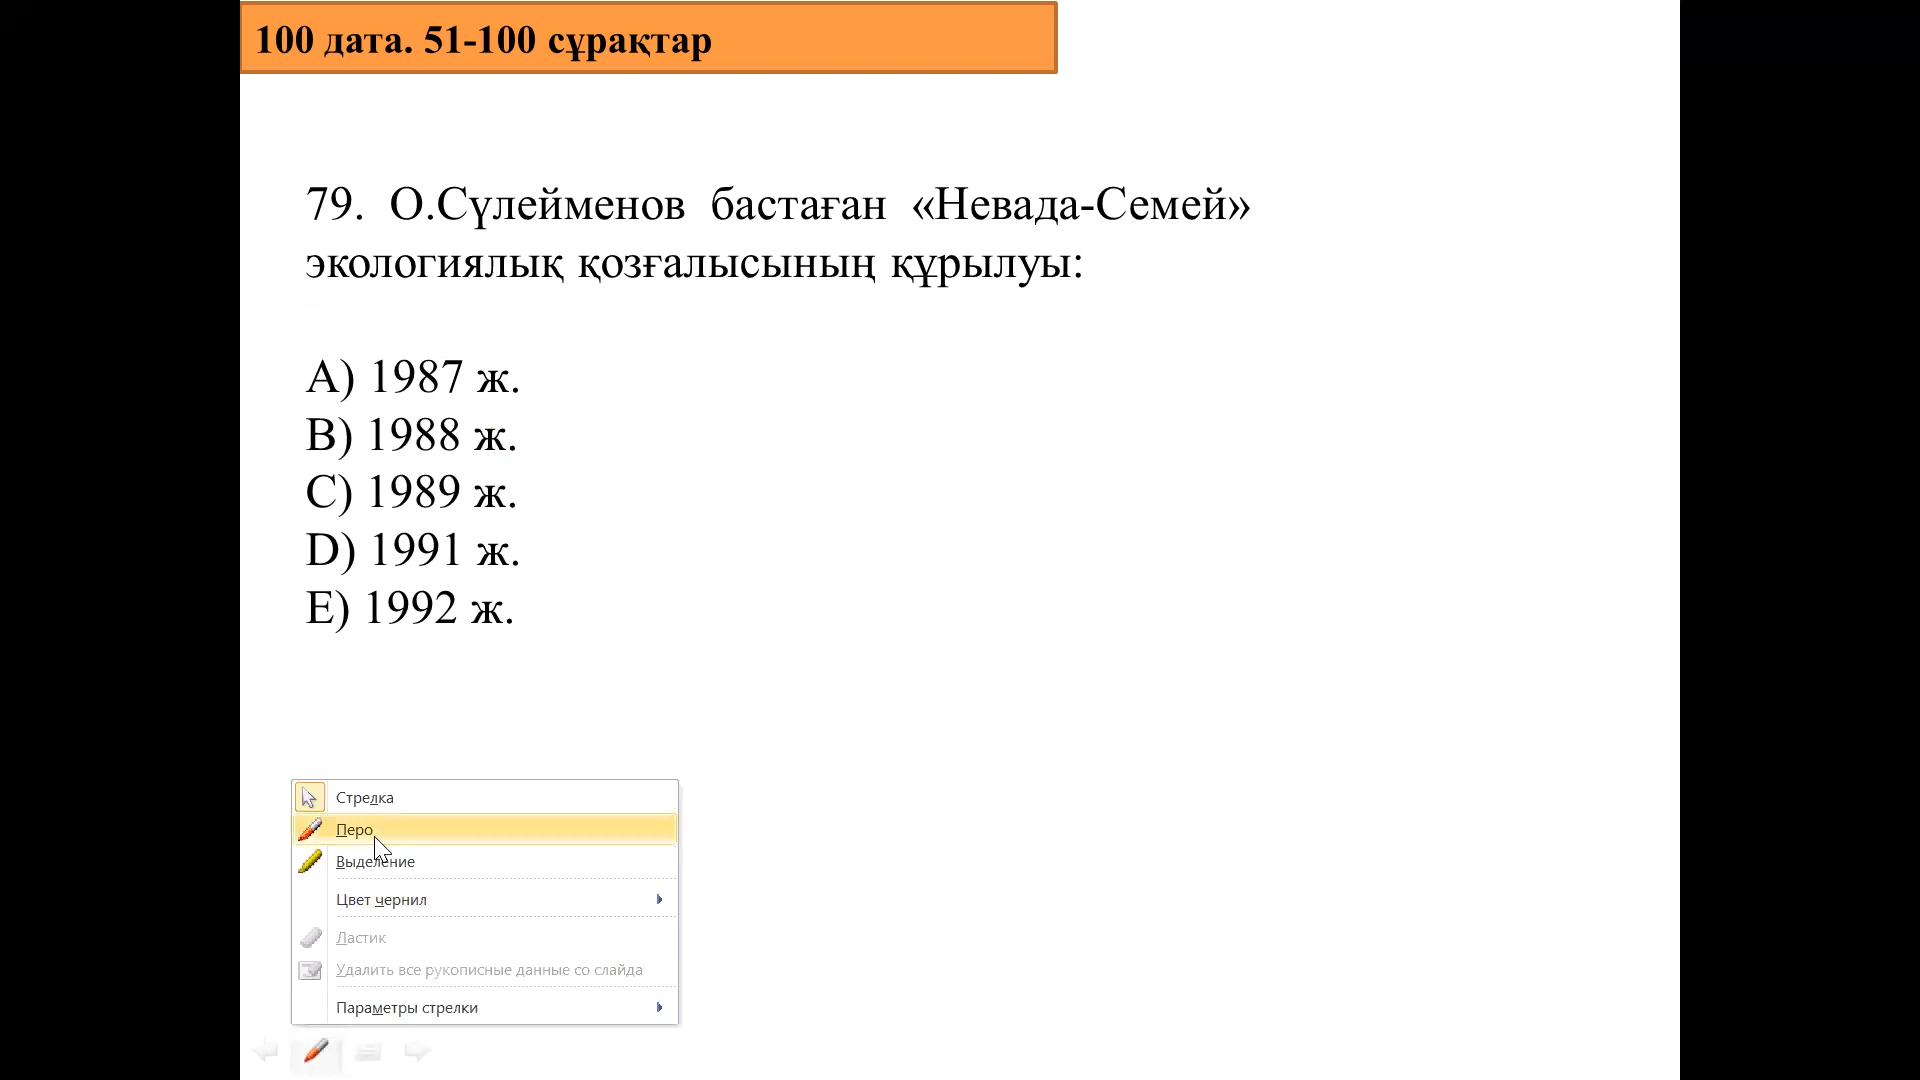 100 дата. 51-100 сұрақтар
79. О.Сүлейменов бастаған «Невада-Семей»
экологиялық қозғалысының құрылуы:
A) 1987 ж.
B) 1988 ж.
C) 1989 ж.
D) 1991 ж.
E) 1992 ж.
Стрелка
Перо
Выделение
Цвет чернил
Ластик
Удалить все рукописные данные со слайда
Параметры стрелки